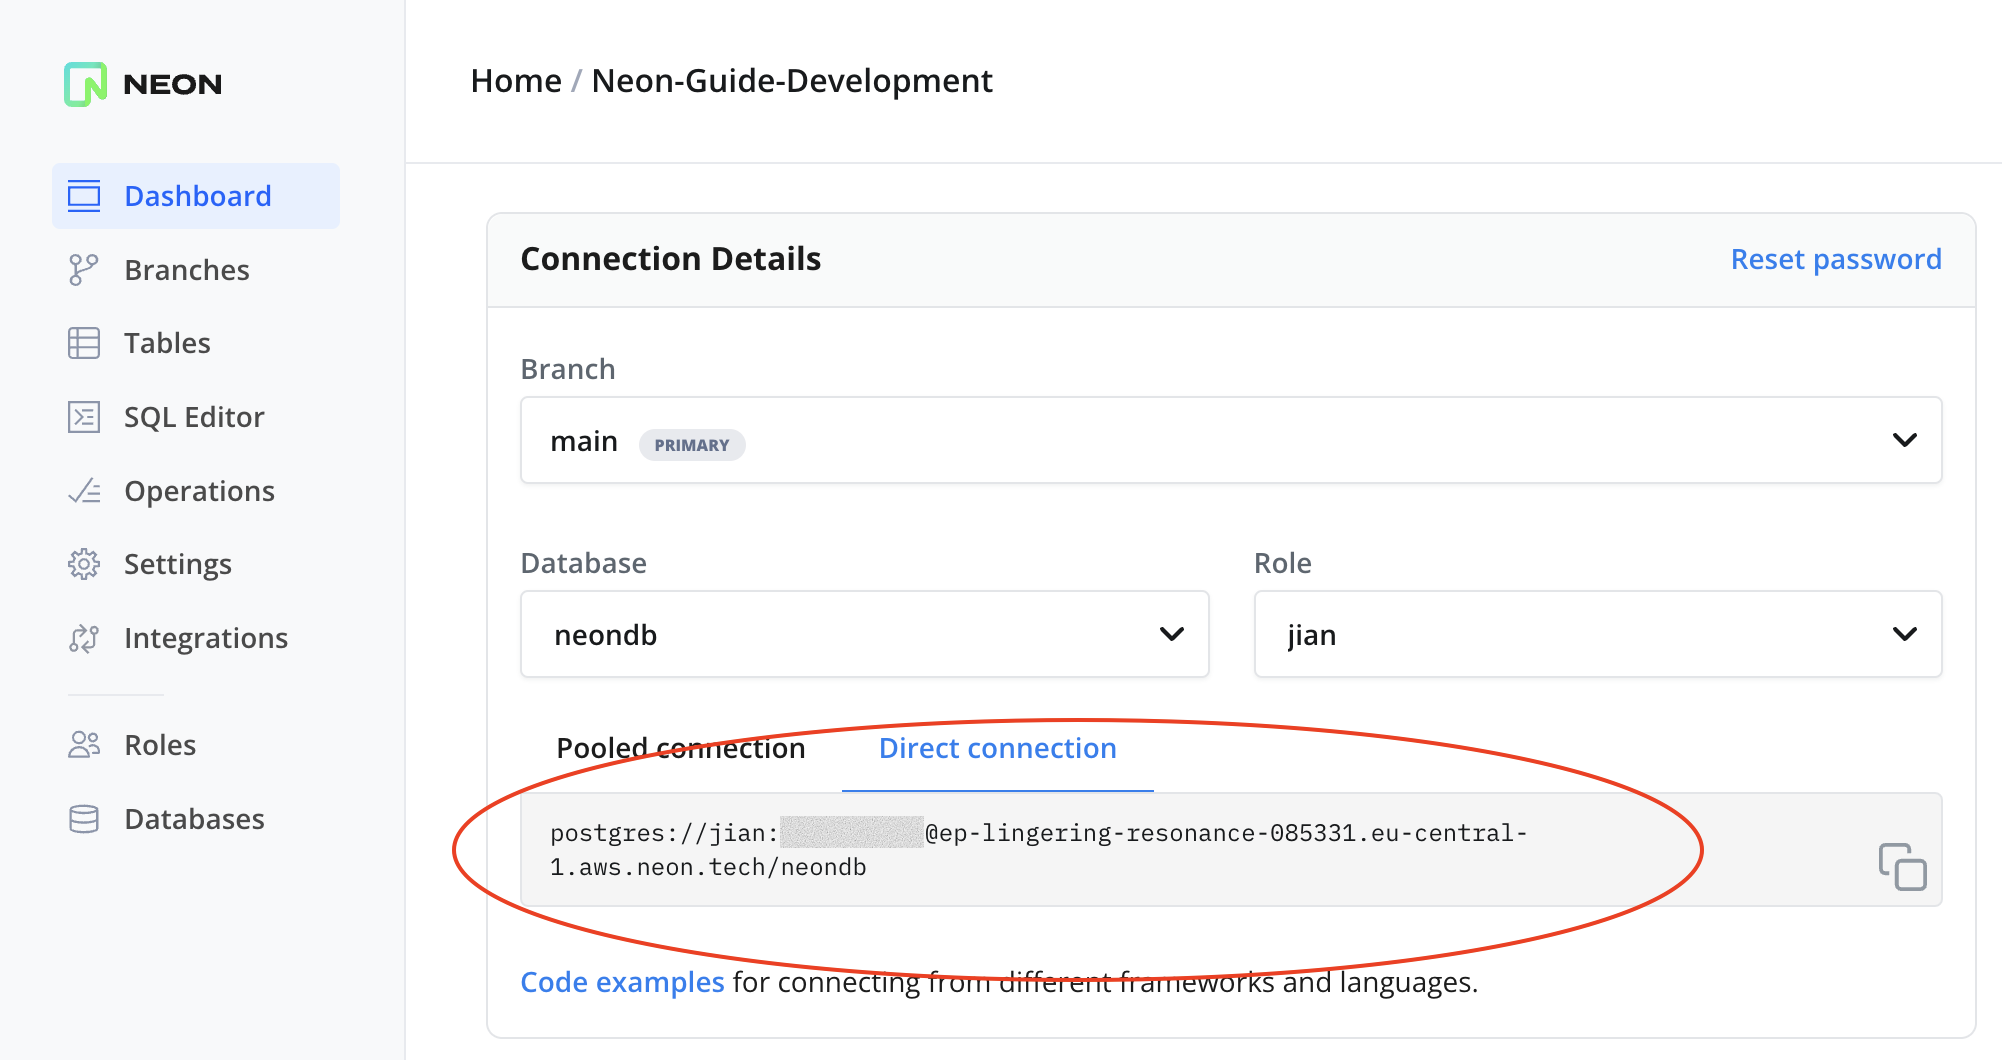 NEON
Home / Neon-Guide-Development
Dashboard
Branches
Tables
SQL Editor
Operations
Settings
Integrations
Roles
Databases
Connection Details
Reset password
Branch
main PRIMARY
Database
Role
neondb
jian
Pooled connection
Direct connection
postgres://jian:@ep-lingering-resonance-085331.eu-central-
1.aws.neon.tech/neondb
Code examples for connecting from different frameworks and languages.